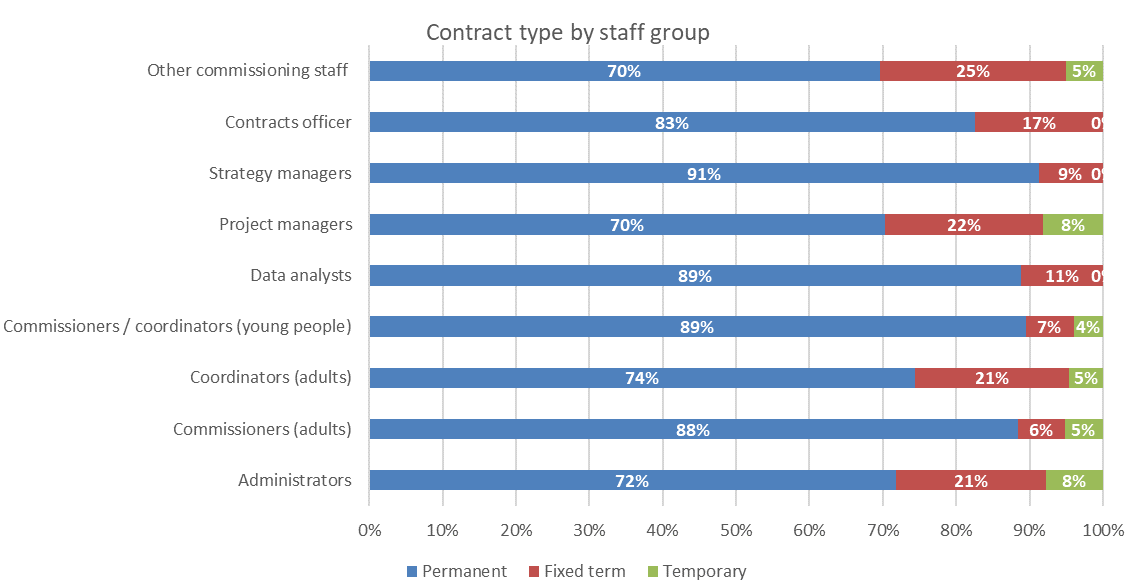 Contract type by staff group
Other commissioning staff 70% 25% 5%
Contracts officer 83% 17% 0%
Strategy managers 91% 9% 0%
Project managers 70% 22% 8%
Data analysts 89% 11% 0%
Commissioners / coordinators (young people) 89% 7% 4%
Coordinators (adults) 74% 21% 5%
Commissioners (adults) 88% 6% 5%
Administrators 72% 21% 8%
0% 10% 20% 30% 40% 50% 60% 70% 80% 90% 100%
Permanent Fixed term Temporary